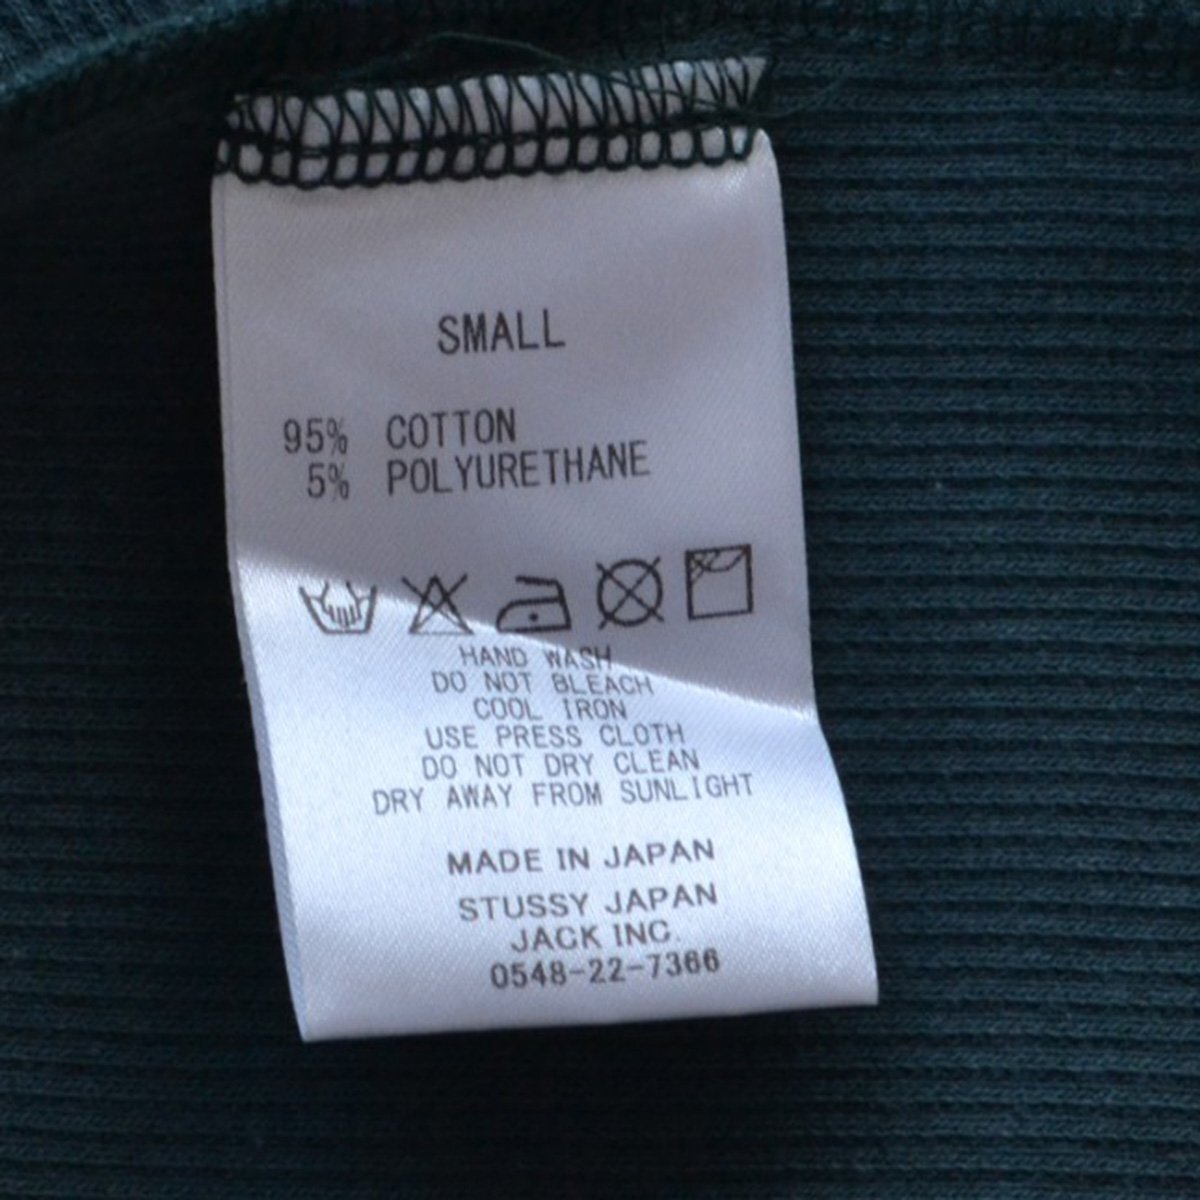 SMALL
95% COTTON
5% POLYURETHANE
HAND WASH
DO NOT BLEACH
COOL IRON
USE PRESS CLOTH
DO NOT DRY CLEAN
DRY AWAY FROM SUNLIGHT
MADE IN JAPAN
STUSSY JAPAN
JACK INC.
0548-22-7366